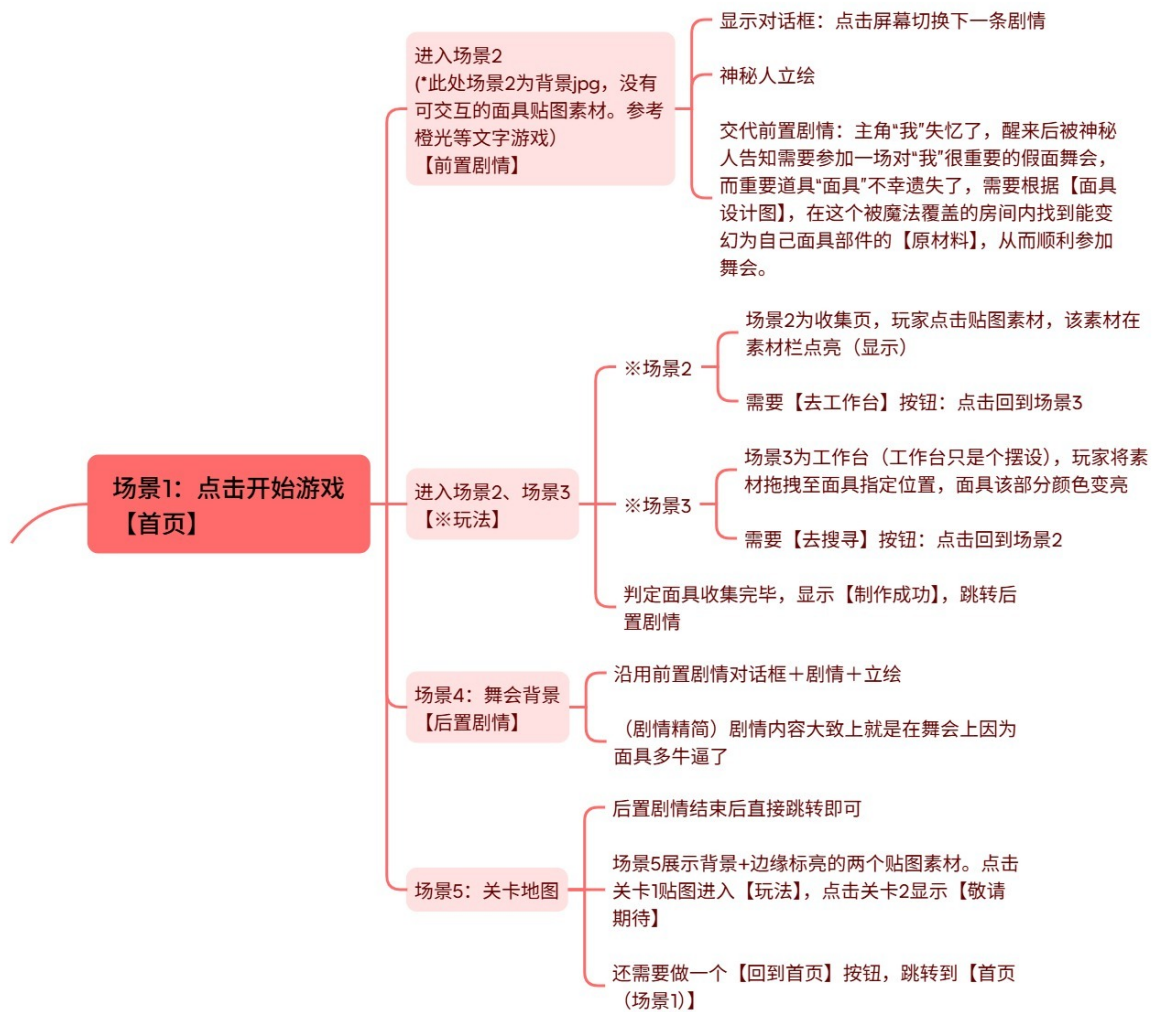 场景1：点击开始游戏
【首页】
进入场景2
(*此处场景2为背景jpg，没有
可交互的面具贴图素材。参考
橙光等文字游戏）
【前置剧情】
显示对话框：点击屏幕切换下一条剧情
神秘人立绘
交代前置剧情：主角“我”失忆了，醒来后被神秘
人告知需要参加一场对“我”很重要的假面舞会，
而重要道具“面具”不幸遗失了，需要根据【面具
设计图】，在这个被魔法覆盖的房间内找到能变
幻为自己面具部件的【原材料】，从而顺利参加
舞会。
进入场景2、场景3
【※玩法】
※场景2
场景2为收集页，玩家点击贴图素材，该素材在
素材栏点亮（显示）
需要【去工作台】按钮：点击回到场景3
※场景3
场景3为工作台（工作台只是个摆设），玩家将素
材拖拽至面具指定位置，面具该部分颜色变亮
需要【去搜寻】按钮：点击回到场景2
判定面具收集完毕，显示【制作成功】，跳转后
置剧情
场景4：舞会背景
【后置剧情】
沿用前置剧情对话框＋剧情＋立绘
（剧情精简）剧情内容大致上就是在舞会上因为
面具多牛逼了
场景5：关卡地图
后置剧情结束后直接跳转即可
场景5展示背景+边缘标亮的两个贴图素材。点击
关卡1贴图进入【玩法】，点击关卡2显示【敬请
期待】
还需要做一个【回到首页】按钮，跳转到【首页
（场景1）】